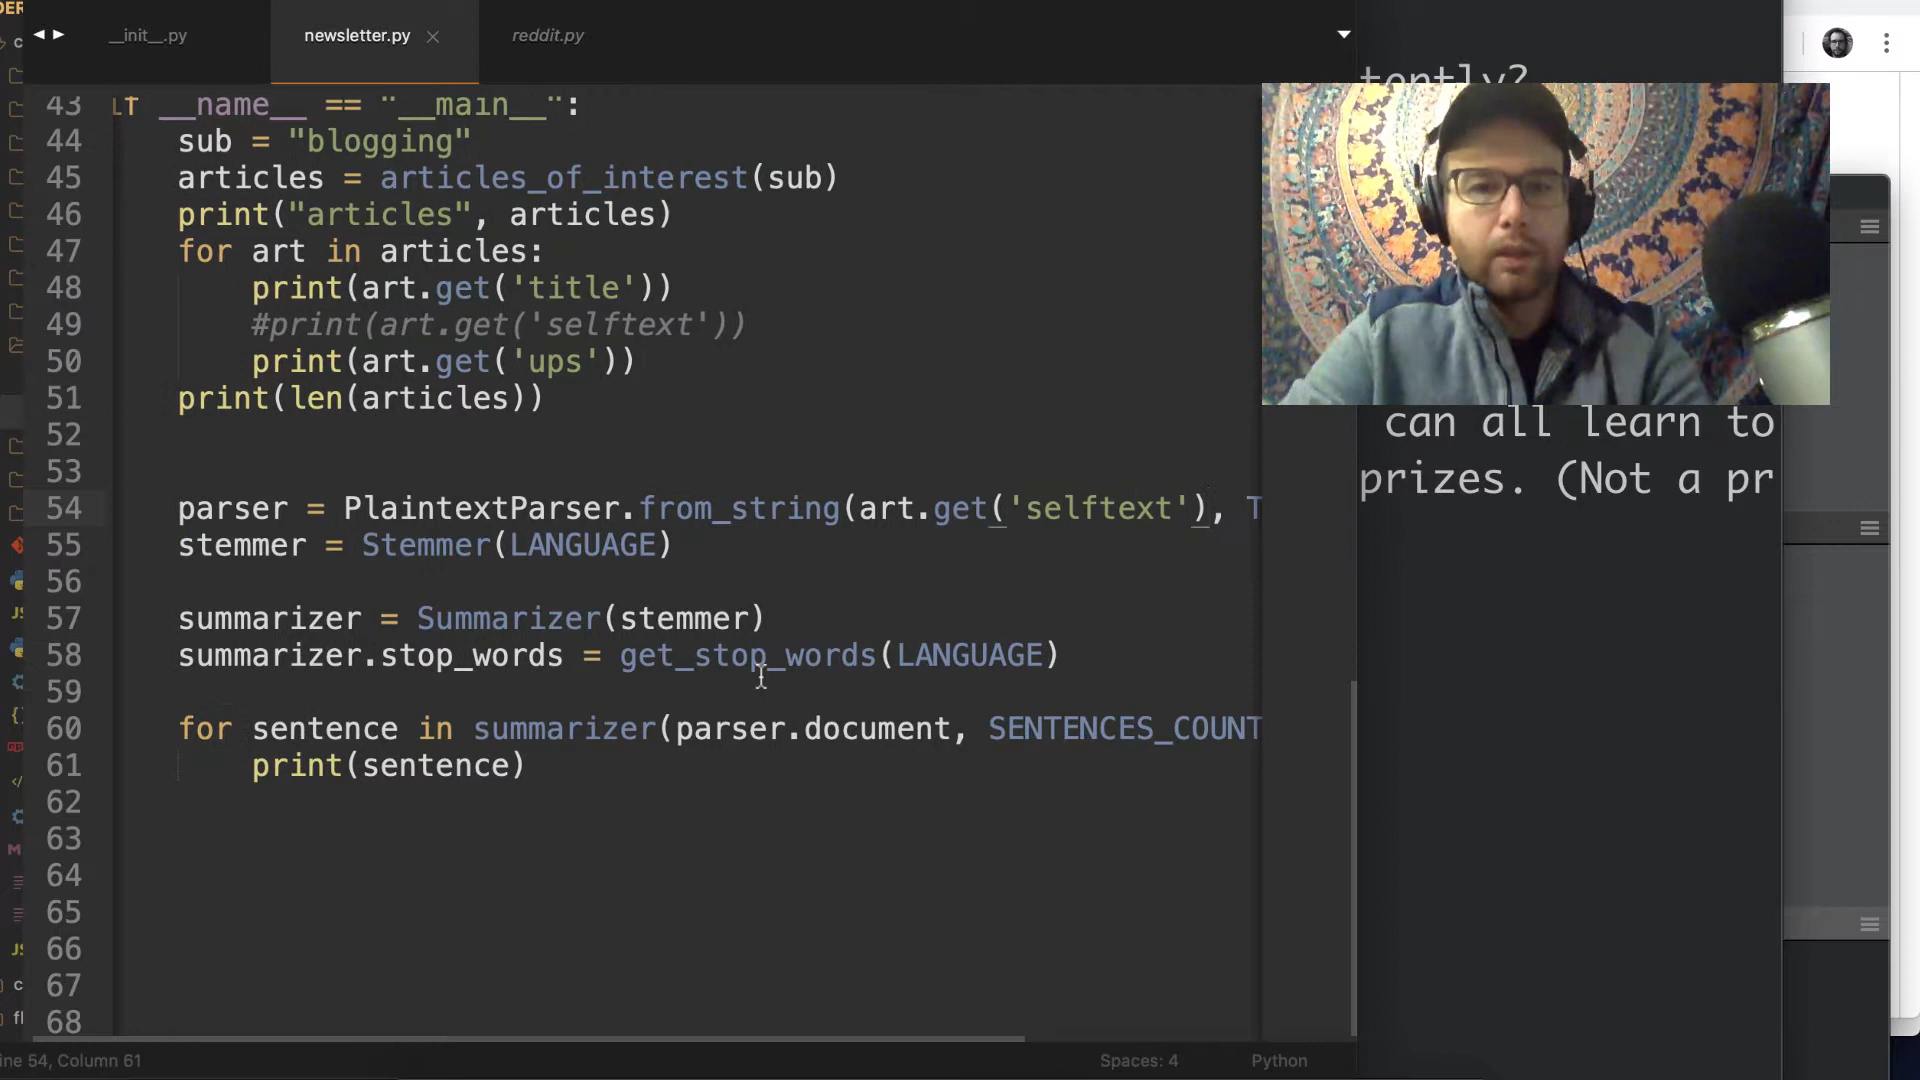 __init__.py
newsletter.py
reddit.py
43 if __name__ == "__main__":
44 sub = "blogging"
45 articles = articles_of_interest(sub)
46 print("articles", articles)
47 for art in articles:
48 print(art.get('title'))
49 #print(art.get('selftext'))
50 print(art.get('ups'))
51 print(len(articles))
52
53
54 parser = PlaintextParser.from_string(art.get('selftext'), T
55 stemmer = Stemmer(LANGUAGE)
56
57 summarizer = Summarizer(stemmer)
58 summarizer.stop_words = get_stop_words(LANGUAGE)
59
60 for sentence in summarizer(parser.document, SENTENCES_COUNT
61 print(sentence)
62
63
64
65
66
67
68
tently?
can all learn to
prizes. (Not a pr
ine 54, Column 61
Spaces: 4
Python